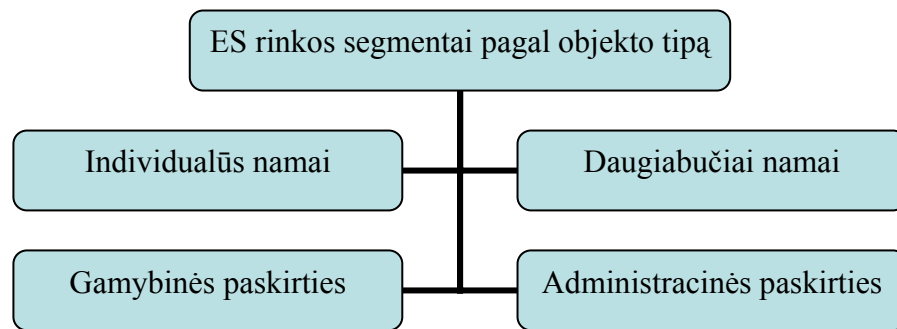 ES rinkos segmentai pagal objekto tipą
Individualūs namai
Daugiabučiai namai
Gamybinės paskirties
Administracinės paskirties